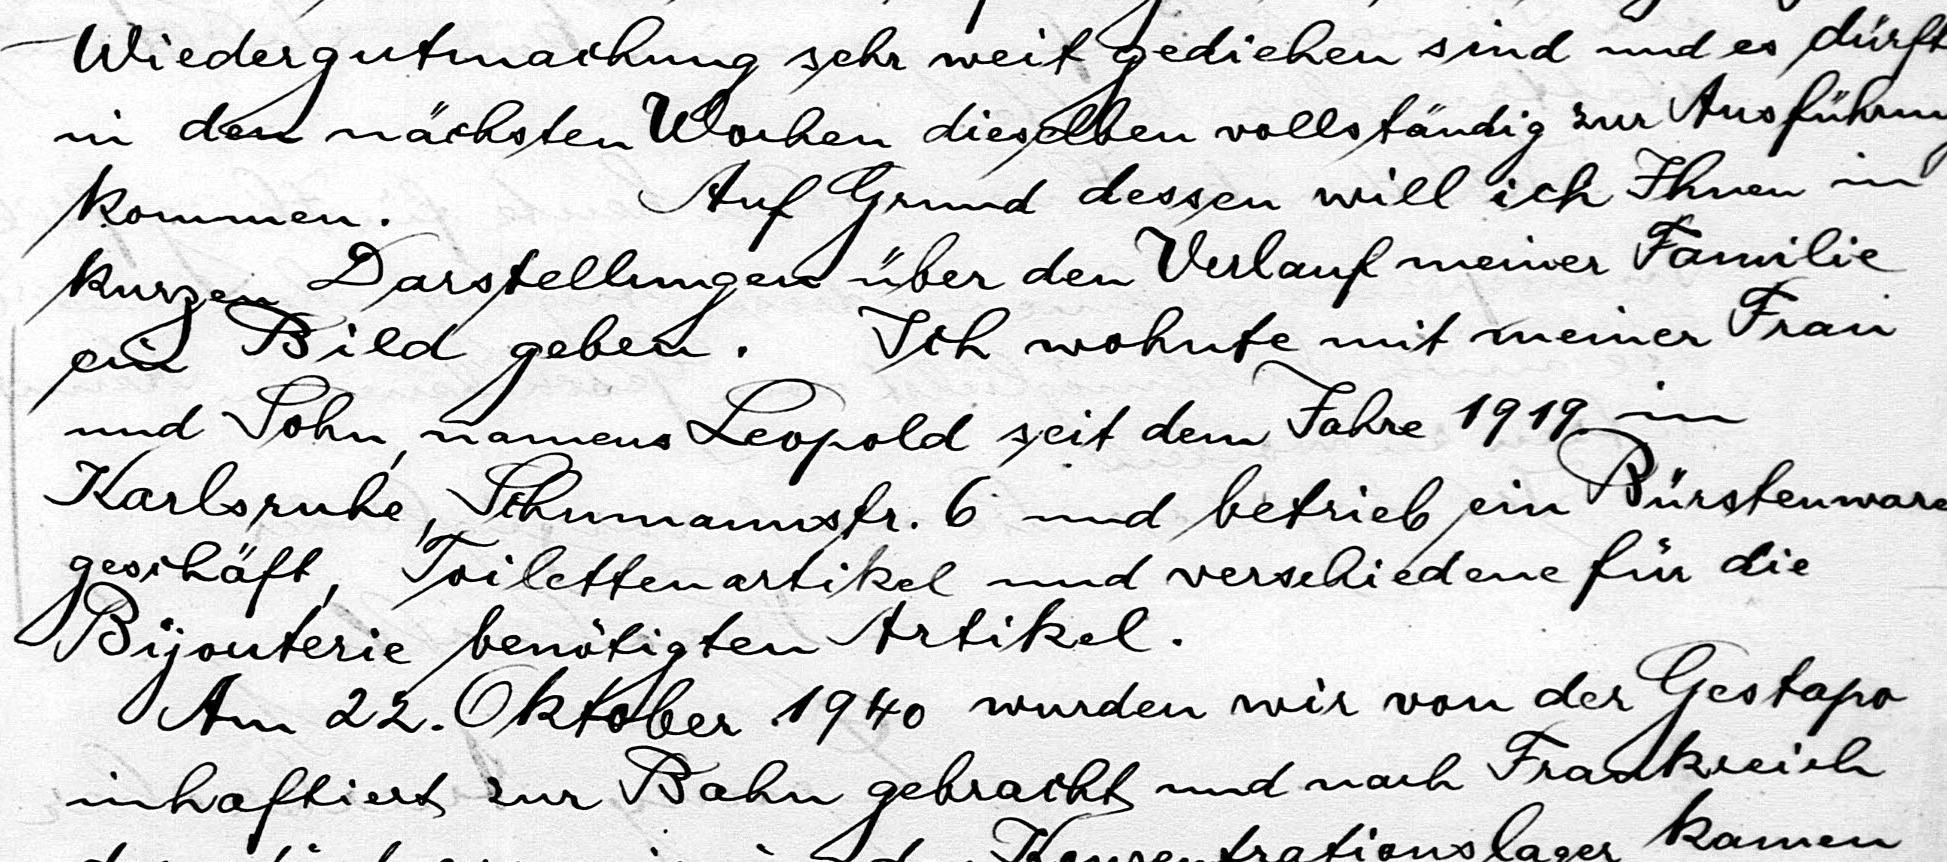 Wiedergutmachung sehr weit gediehen sind und es dürft
in den nächsten Wochen dieselben vollständig zur Ausführung
kommen. Auf Grund dessen will ich Ihnen in
kurzen Darstellungen über den Verlauf meiner Familie
ein Bild geben. Ich wohnte mit meiner Frau
und Sohn, namens Leopold seit dem Jahre 1919 in
Karlsruhe, Schumannstr. 6 und betrieb ein Bürstenware
geschäft, Toilettenartikel und verschiedene für die
Bijouterie benötigten Artikel.
Am 22. Oktober 1940 wurden wir von der Gestapo
inhaftiert, zur Bahn gebracht und nach Frankreich
Konzentrationslager kamen